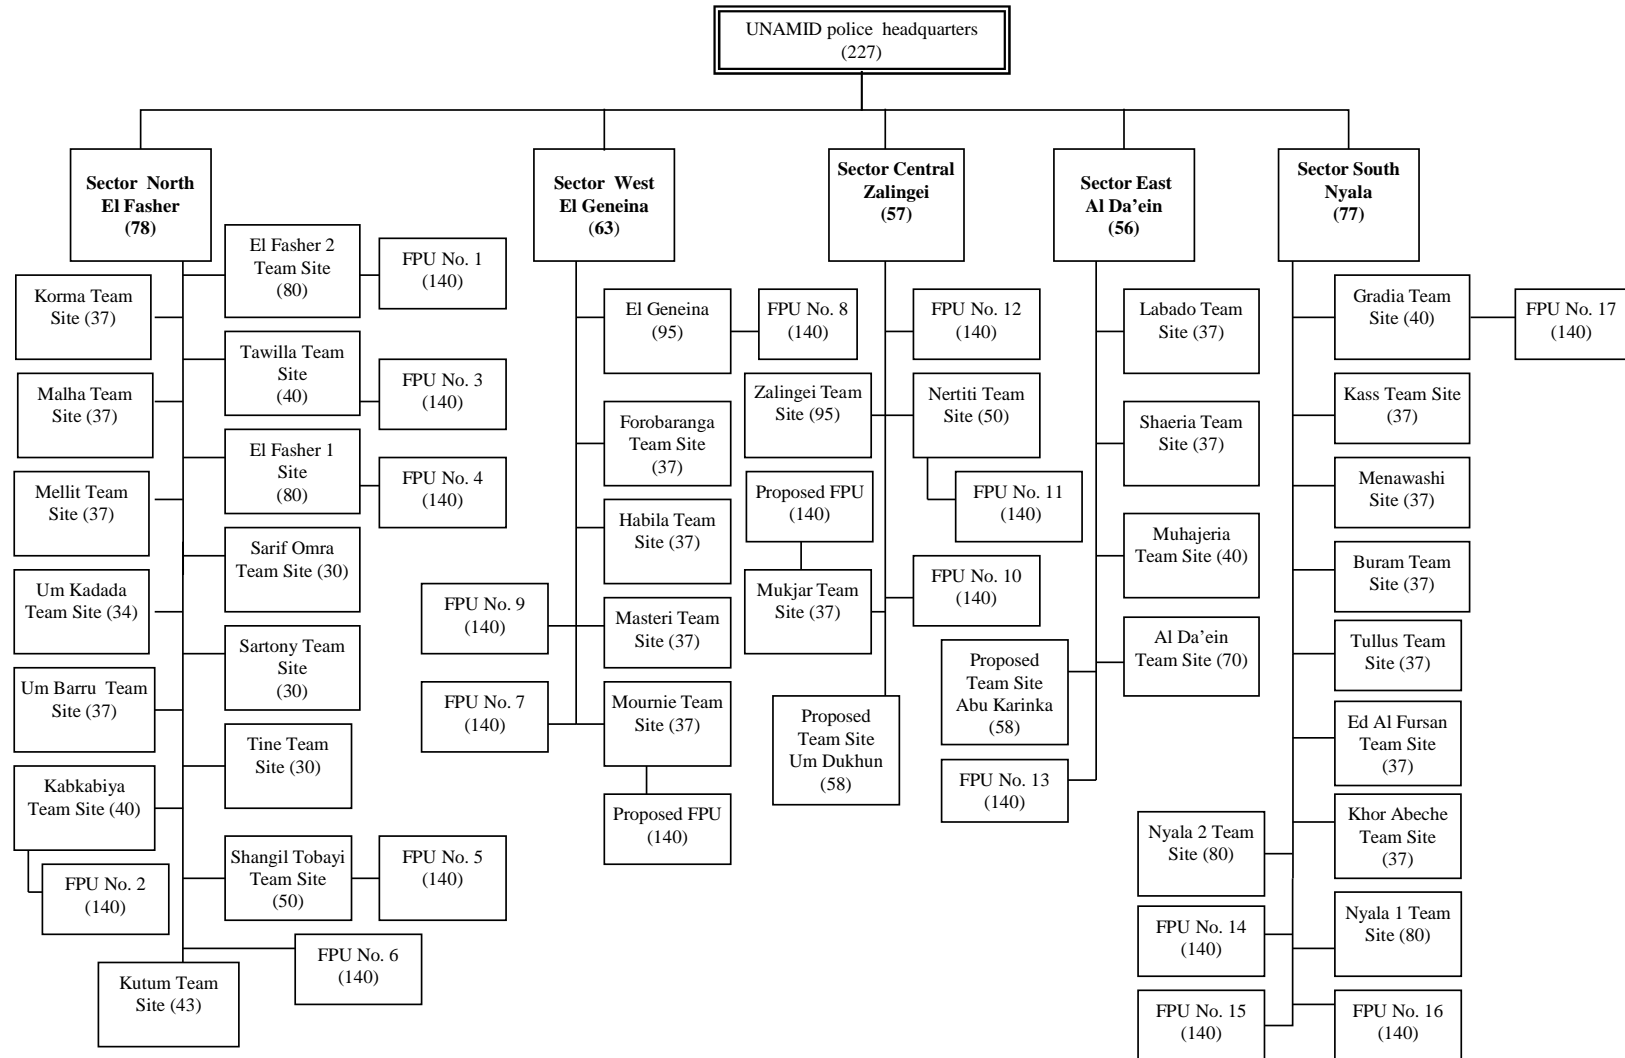 UNAMID police headquarters
(227)
Sector North
El Fasher
(78)
El Fasher 2
Team Site
(80)
FPU No. 1
(140)
Korma Team
Site (37)
Tawilla Team
Site
(40)
FPU No. 3
(140)
Malha Team
Site (37)
El Fasher 1
Site
(80)
FPU No. 4
(140)
Mellit Team
Site (37)
Sarif Omra
Team Site (30)
Um Kadada
Team Site (34)
Sartony Team
Site
(30)
Um Barru Team
Site (37)
Tine Team
Site (30)
Kabkabiya
Team Site (40)
FPU No. 2
(140)
Shangil Tobayi
Team Site
(50)
FPU No. 5
(140)
FPU No. 6
(140)
Kutum Team
Site (43)
Sector West
El Geneina
(63)
El Geneina
(95)
FPU No. 8
(140)
Forobaranga
Team Site
(37)
Habila Team
Site (37)
FPU No. 9
(140)
Masteri Team
Site (37)
FPU No. 7
(140)
Mournie Team
Site (37)
Proposed FPU
(140)
Sector Central
Zalingei
(57)
FPU No. 12
(140)
Zalingei Team
Site (95)
Nertiti Team
Site (50)
FPU No. 11
(140)
Proposed FPU
(140)
Mukjar Team
Site (37)
FPU No. 10
(140)
Proposed
Team Site
Um Dukhun
(58)
Sector East
Al Da’ein
(56)
Labado Team
Site (37)
Shaeria Team
Site (37)
Muhajeria
Team Site (40)
Al Da’ein
Team Site (70)
Proposed
Team Site
Abu Karinka
(58)
FPU No. 13
(140)
Sector South
Nyala
(77)
Gradia Team
Site (40)
FPU No. 17
(140)
Kass Team Site
(37)
Menawashi
Site (37)
Buram Team
Site (37)
Tullus Team
Site (37)
Ed Al Fursan
Team Site
(37)
Khor Abeche
Team Site
(37)
Nyala 2 Team
Site (80)
Nyala 1 Team
Site (80)
FPU No. 14
(140)
FPU No. 15
(140)
FPU No. 16
(140)